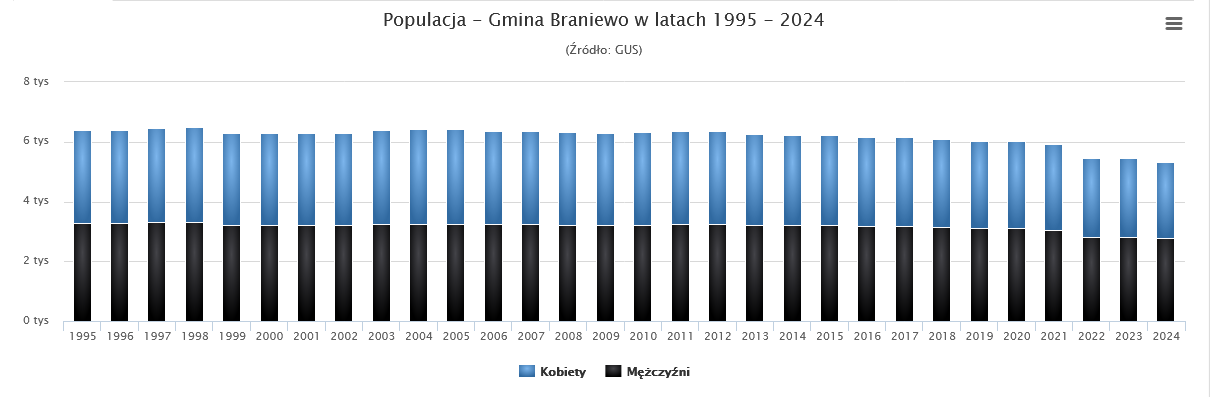 Populacja - Gmina Braniewo w latach 1995 - 2024
(Źródło: GUS)
8 tys
6 tys
4 tys
2 tys
0 tys
1995 1996 1997 1998 1999 2000 2001 2002 2003 2004 2005 2006 2007 2008 2009 2010 2011 2012 2013 2014 2015 2016 2017 2018 2019 2020 2021 2022 2023 2024
Kobiety Mężczyźni